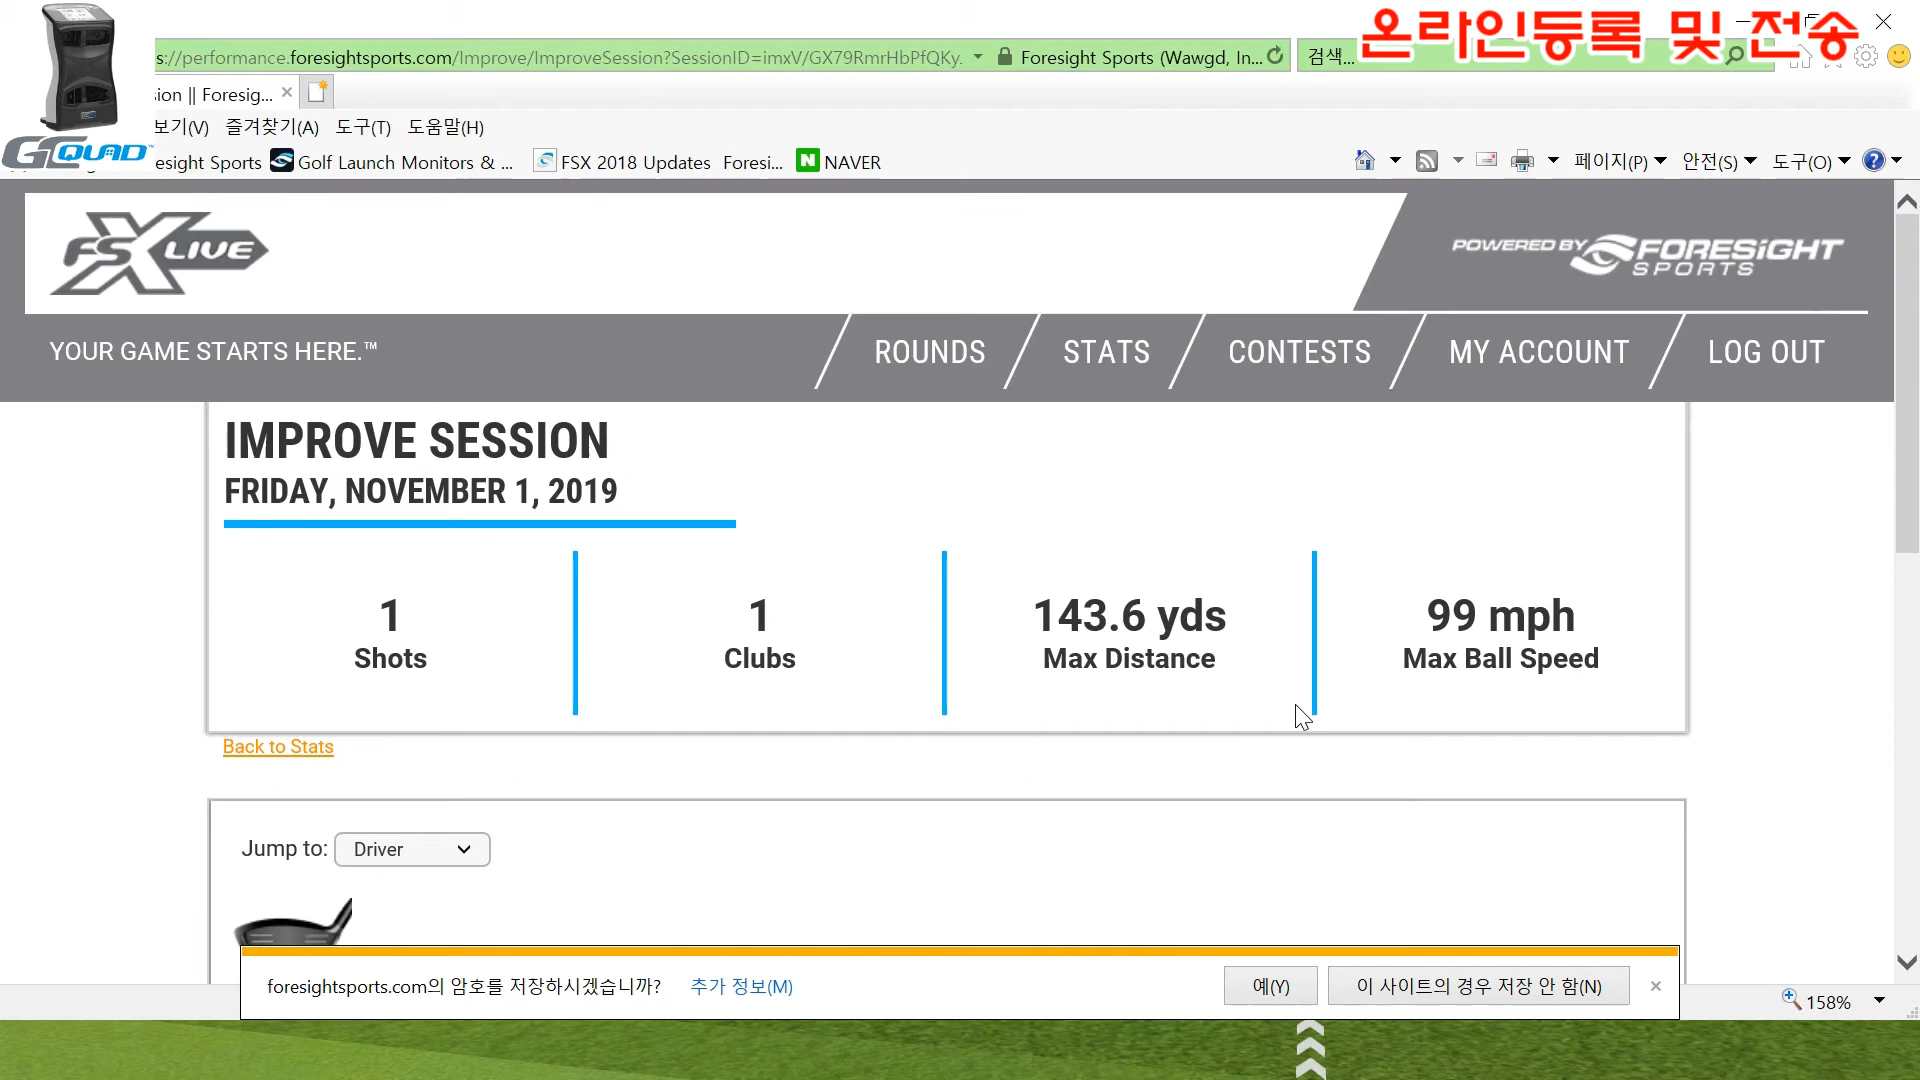 온라인등록 및 전송
s://performance.foresightsports.com/Improve/ImproveSession?SessionID=imxV/GX79RmrHbPfQKy. Foresight Sports (Wawgd, In... 검색...
sion || Foresig...
보기(V) 즐겨찾기(A) 도구(T) 도움말(H)
GCQUAD™
esight Sports Golf Launch Monitors & ... FSX 2018 Updates Foresi... N NAVER 페이지(P) 안전(S) 도구(O)
FSX LIVE
POWERED BY FORESIGHT SPORTS
YOUR GAME STARTS HERE.™ ROUNDS STATS CONTESTS MY ACCOUNT LOG OUT
IMPROVE SESSION
FRIDAY, NOVEMBER 1, 2019
1 1 143.6 yds 99 mph
Shots Clubs Max Distance Max Ball Speed
Back to Stats
Jump to: Driver
foresightsports.com의 암호를 저장하시겠습니까? 추가 정보(M) 예(Y) 이 사이트의 경우 저장 안 함(N)
158%